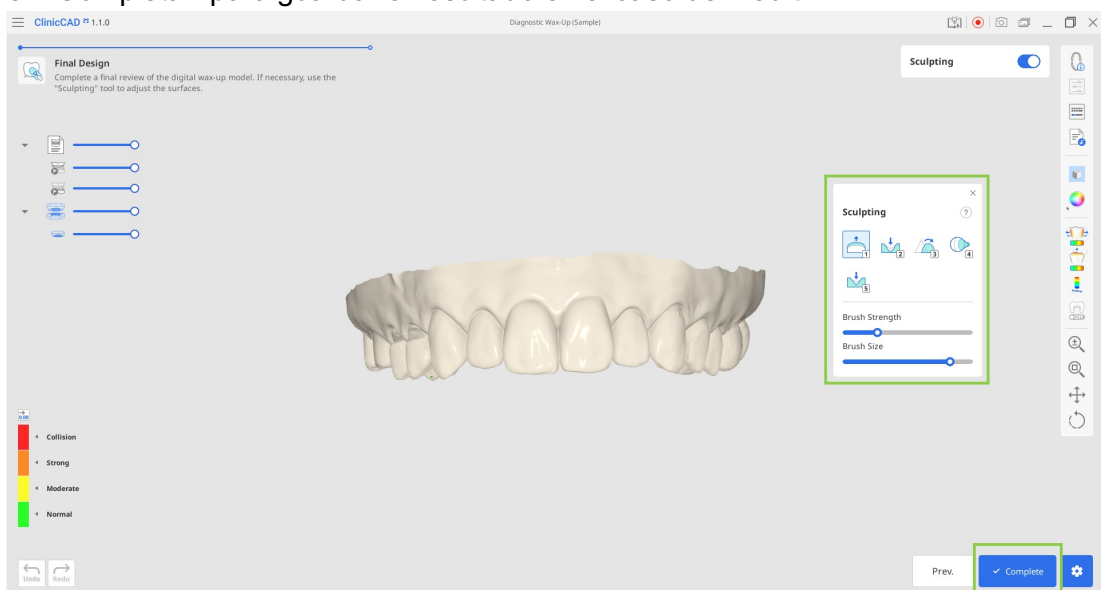 ClinicCAD 1.1.0
Diagnostic Wax-Up (Sample)
Final Design
Complete a final review of the digital wax-up model. If necessary, use the
"Sculpting" tool to adjust the surfaces.
Sculpting
Sculpting
?
1
2
3
4
5
Brush Strength
Brush Size
0.00
Collision
Strong
Moderate
Normal
Undo
Redo
Prev.
Complete